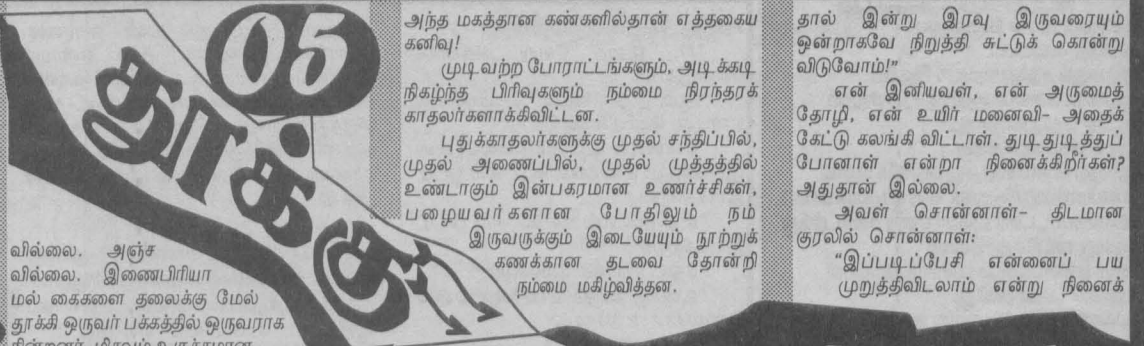 05
தூக்கு
வில்லை. அஞ்ச
வில்லை. இணைபிரியா
மல் கைகளை தலைக்கு மேல்
தூக்கி ஒருவர் பக்கத்தில் ஒருவராக
அந்த மகத்தான கண்களில்தான் எத்தகைய
கனிவு!
முடிவற்ற போராட்டங்களும், அடிக்கடி
நிகழ்ந்த பிரிவுகளும் நம்மை நிரந்தரக்
காதலர்களாக்கிவிட்டன.
புதுக்காதலர்களுக்கு முதல் சந்திப்பில்,
முதல் அணைப்பில், முதல் முத்தத்தில்
உண்டாகும் இன்பகரமான உணர்ச்சிகள்,
பழையவர்களான போதிலும் நம்
இருவருக்கும் இடையேயும் நூற்றுக்
கணக்கான தடவை தோன்றி
நம்மை மகிழ்வித்தன.
தால் இன்று இரவு இருவரையும்
ஒன்றாகவே நிறுத்தி சுட்டுக் கொன்று
விடுவோம்!”
என் இனியவள், என் அருமைத்
தோழி, என் உயிர் மனைவி– அதைக்
கேட்டு கலங்கி விட்டாள். துடிதுடித்துப்
போனாள் என்றா நினைக்கிறீர்கள்?
அதுதான் இல்லை.
அவள் சொன்னாள்– திடமான
குரலில் சொன்னாள்:
“இப்படிப்பேசி என்னைப் பய
முறுத்திவிடலாம் என்று நினைக்